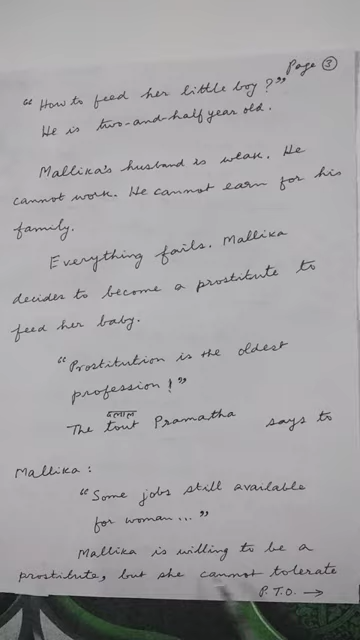 Page ③
“How to feed her little boy?”
He is two-and-half year old.
Mallika's husband is weak. He
cannot work. He cannot earn for his
family.
Everything fails. Mallika
decides to become a prostitute to
feed her baby.
“Prostitution is the oldest
profession!”
दलाल
The tout Pramatha says to
Mallika :
“Some jobs still available
for woman...”
Mallika is willing to be a
prostitute, but she cannot tolerate
P.T.O. →